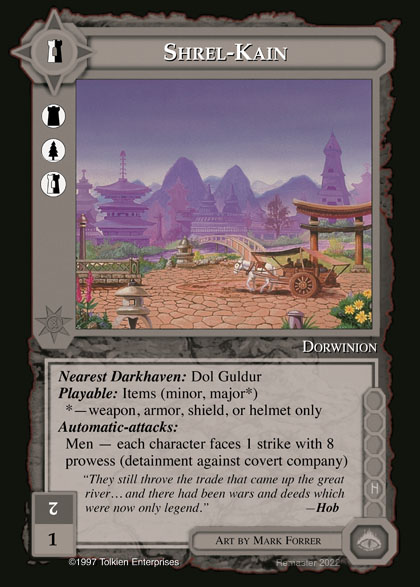 Shrel-Kain
Dorwinion
Nearest Darkhaven: Dol Guldur
Playable: Items (minor, major*)
*—weapon, armor, shield, or helmet only
Automatic-attacks:
Men — each character faces 1 strike with 8
prowess (detainment against covert company)
“They still throve the trade that came up the great
river…and there had been wars and deeds which
were now only legend.” —Hob
2
1
H
Art by Mark Forrer
©1997 Tolkien Enterprises
Remaster 2022